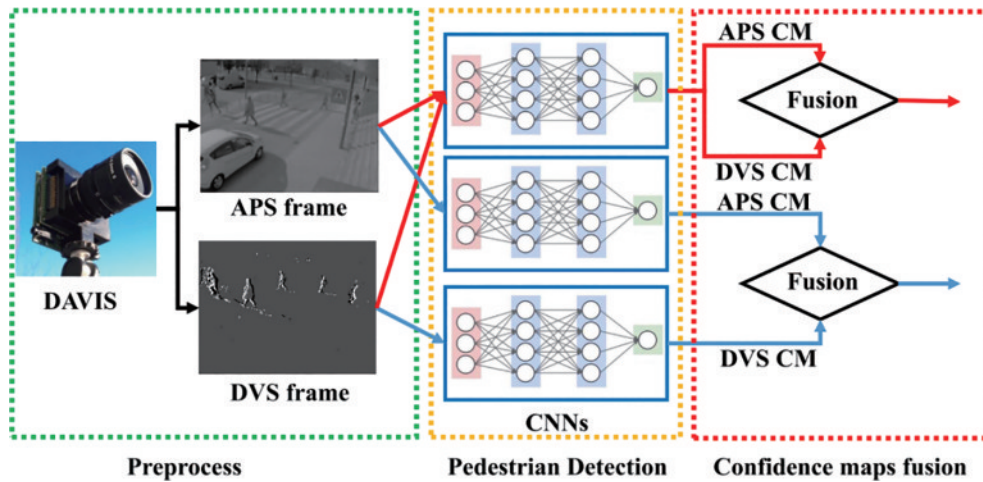 DAVIS
APS frame
DVS frame
Preprocess
CNNs
Pedestrian Detection
APS CM
Fusion
DVS CM
APS CM
Fusion
DVS CM
Confidence maps fusion